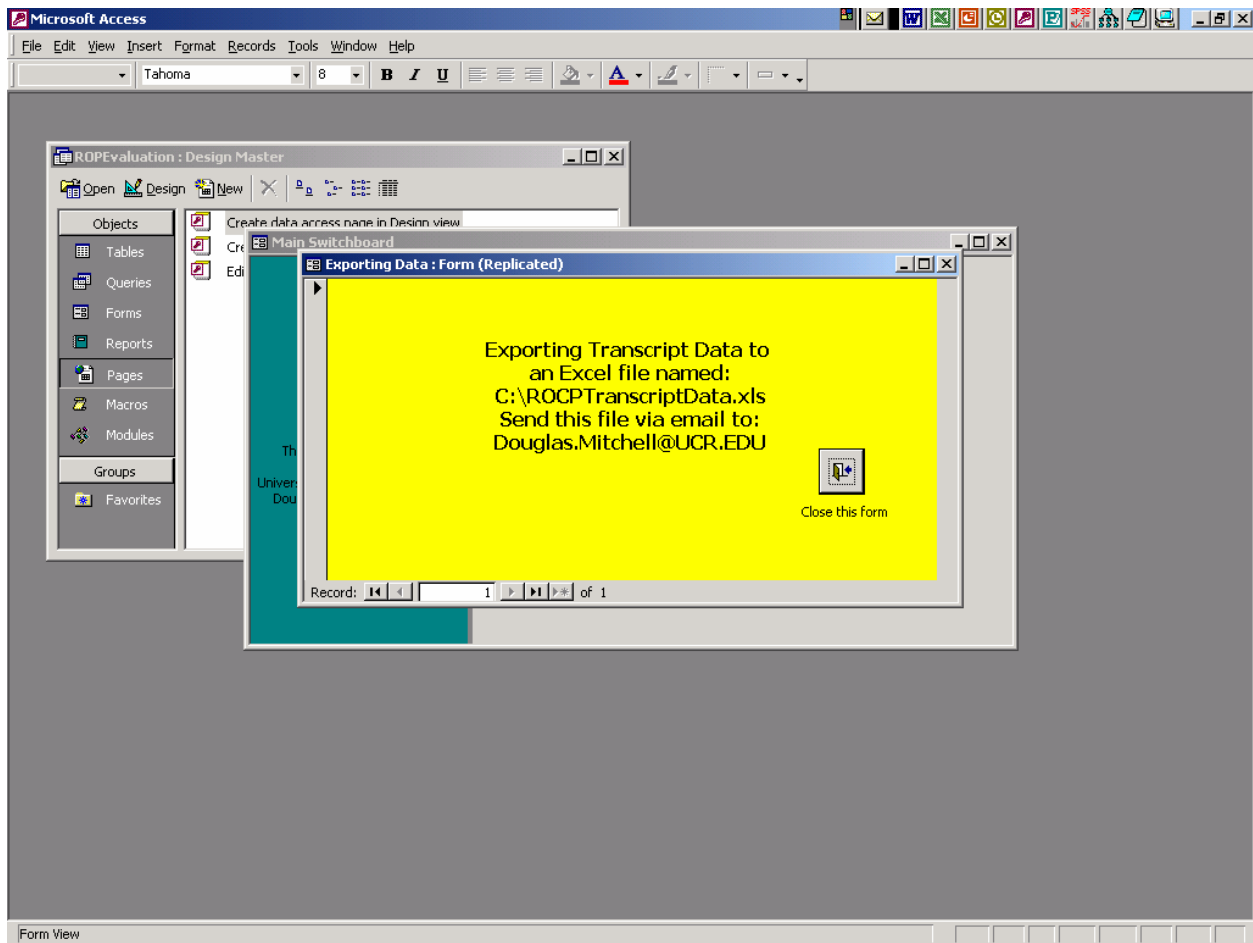 Microsoft Access
File Edit View Insert Format Records Tools Window Help
Tahoma 8 B I U A
ROPEvaluation : Design Master
Open Design New
Objects
Tables
Queries
Forms
Reports
Pages
Macros
Modules
Groups
Favorites
Create data access page in Design view
Cre
Edi
Main Switchboard
Th
Univer
Dou
Exporting Data : Form (Replicated)
Exporting Transcript Data to
an Excel file named:
C:\ROCPTranscriptData.xls
Send this file via email to:
Douglas.Mitchell@UCR.EDU
Close this form
Record: 1 of 1
Form View